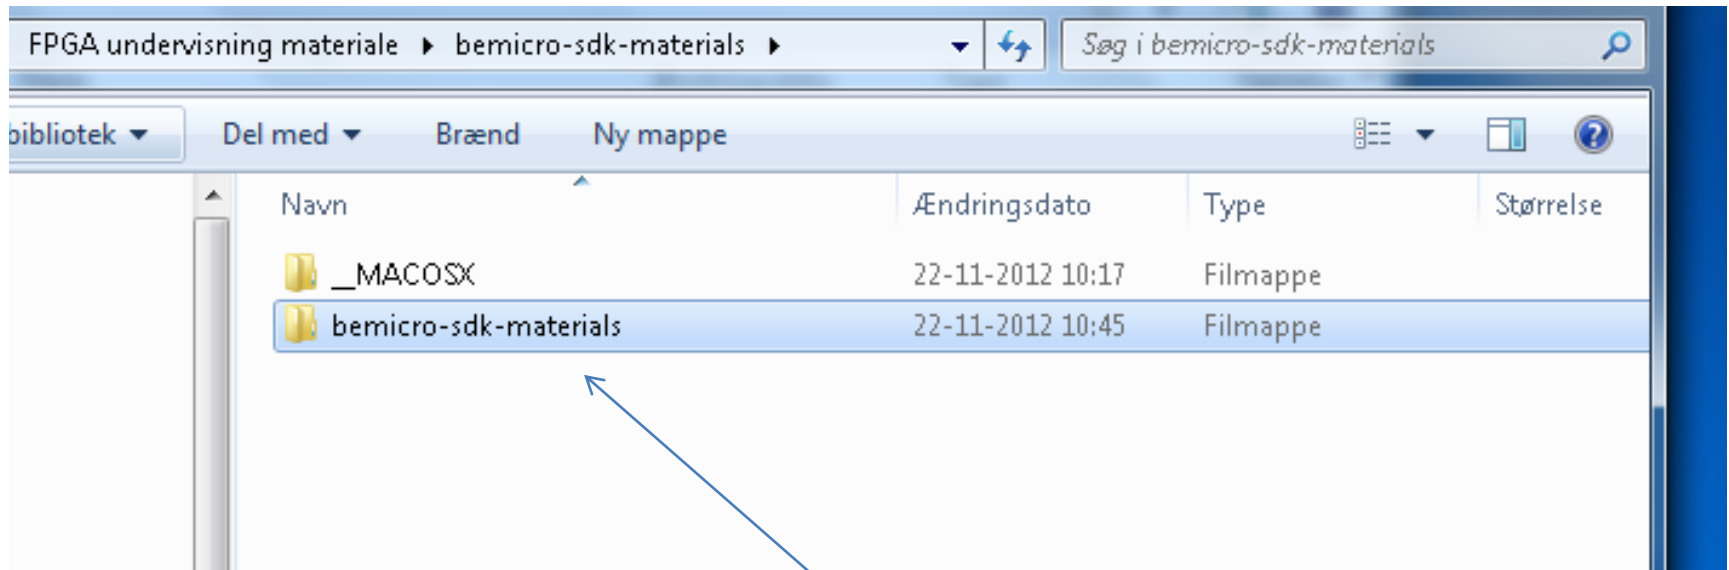 FPGA undervisning materiale ▸ bemicro-sdk-materials ▸ Søg i bemicro-sdk-materials
bibliotek Del med Brænd Ny mappe
Navn Ændringsdato Type Størrelse
__MACOSX 22-11-2012 10:17 Filmappe
bemicro-sdk-materials 22-11-2012 10:45 Filmappe